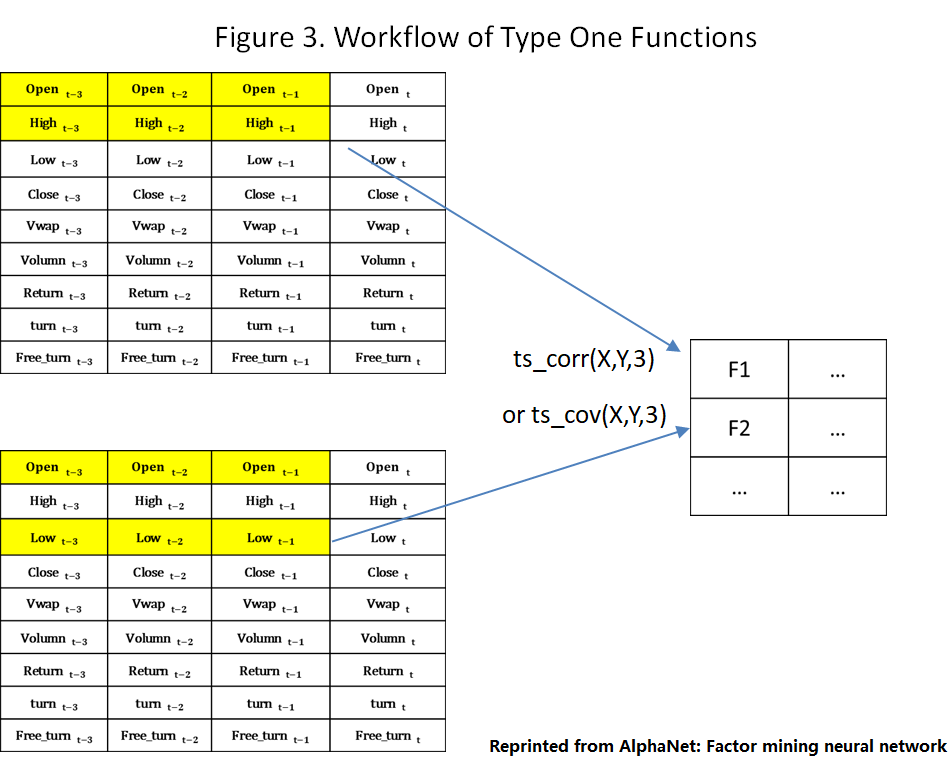 Figure 3. Workflow of Type One Functions
Open t−3 Open t−2 Open t−1 Open t
High t−3 High t−2 High t−1 High t
Low t−3 Low t−2 Low t−1 Low t
Close t−3 Close t−2 Close t−1 Close t
Vwap t−3 Vwap t−2 Vwap t−1 Vwap t
Volumn t−3 Volumn t−2 Volumn t−1 Volumn t
Return t−3 Return t−2 Return t−1 Return t
turn t−3 turn t−2 turn t−1 turn t
Free_turn t−3 Free_turn t−2 Free_turn t−1 Free_turn t
ts_corr(X,Y,3)
or ts_cov(X,Y,3)
F1 ...
F2 ...
... ...
Open t−3 Open t−2 Open t−1 Open t
High t−3 High t−2 High t−1 High t
Low t−3 Low t−2 Low t−1 Low t
Close t−3 Close t−2 Close t−1 Close t
Vwap t−3 Vwap t−2 Vwap t−1 Vwap t
Volumn t−3 Volumn t−2 Volumn t−1 Volumn t
Return t−3 Return t−2 Return t−1 Return t
turn t−3 turn t−2 turn t−1 turn t
Free_turn t−3 Free_turn t−2 Free_turn t−1 Free_turn t
Reprinted from AlphaNet: Factor mining neural network